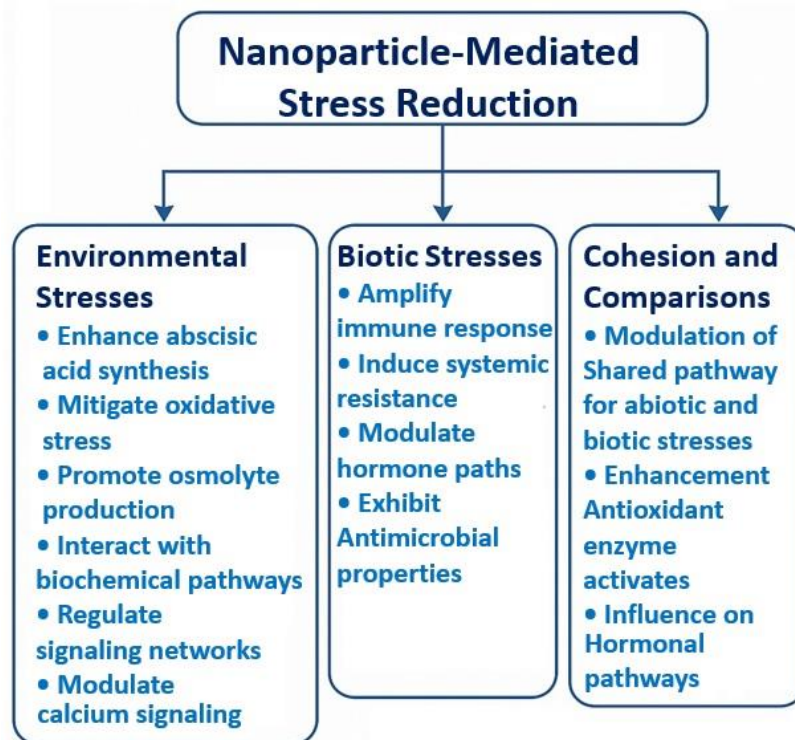 Nanoparticle-Mediated
Stress Reduction
Environmental
Stresses
• Enhance abscisic
acid synthesis
• Mitigate oxidative
stress
• Promote osmolyte
production
• Interact with
biochemical pathways
• Regulate
signaling networks
• Modulate
calcium signaling
Biotic Stresses
• Amplify
immune response
• Induce systemic
resistance
• Modulate
hormone paths
• Exhibit
Antimicrobial
properties
Cohesion and
Comparisons
• Modulation of
Shared pathway
for abiotic and
biotic stresses
• Enhancement
Antioxidant
enzyme
activates
• Influence on
Hormonal
pathways